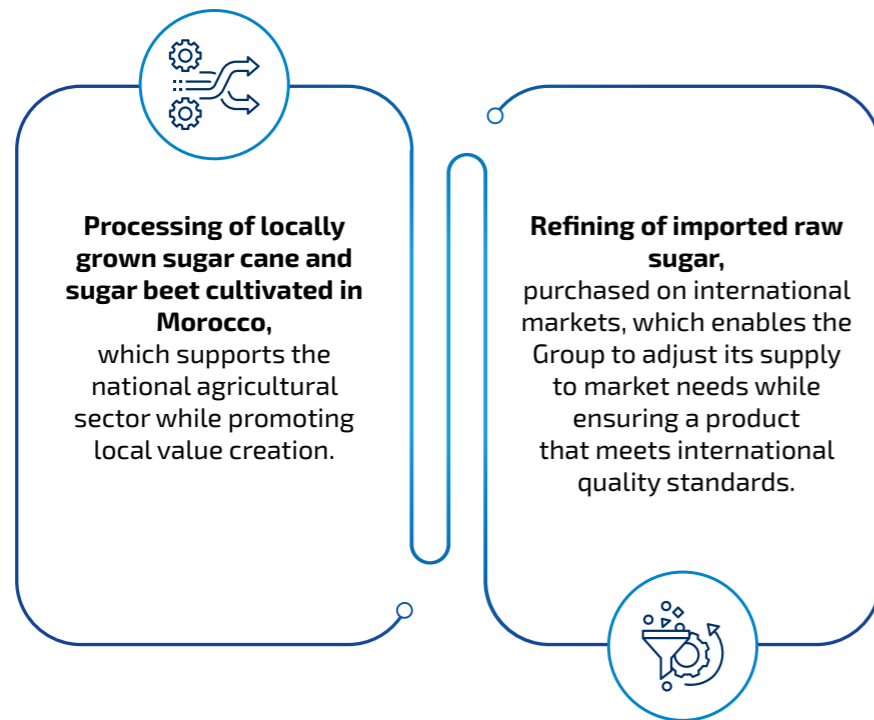 Processing of locally
grown sugar cane and
sugar beet cultivated in
Morocco,
which supports the
national agricultural
sector while promoting
local value creation.
Refining of imported raw
sugar,
purchased on international
markets, which enables the
Group to adjust its supply
to market needs while
ensuring a product
that meets international
quality standards.